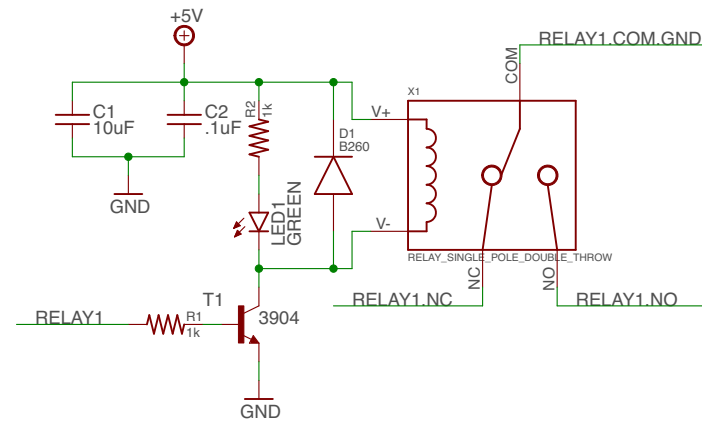 +5V
RELAY1.COM.GND
COM
X1
C1
10uF
C2
.1uF
R2
1k
V+
D1
B260
GND
LED1
GREEN
V-
RELAY_SINGLE_POLE_DOUBLE_THROW
NC
NO
RELAY1.NC
RELAY1.NO
T1
3904
RELAY1
R1
1k
GND